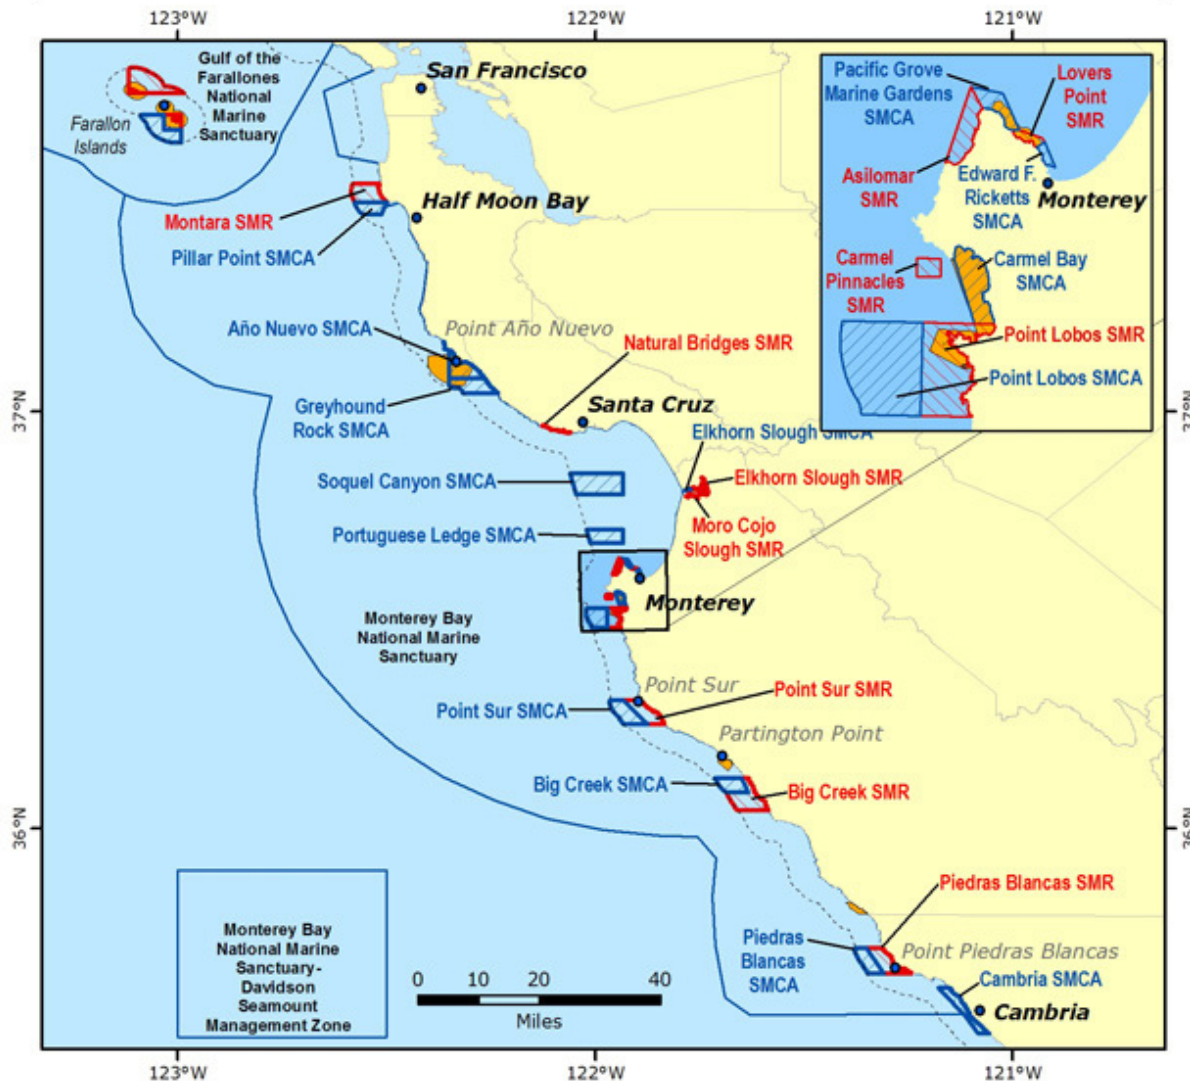 123°W
122°W
121°W
Gulf of the
Farallones
National
Marine
Sanctuary
Farallon
Islands
San Francisco
Montara SMR
Half Moon Bay
Pillar Point SMCA
Año Nuevo SMCA
Point Año Nuevo
Natural Bridges SMR
Greyhound
Rock SMCA
Santa Cruz
37°N
37°N
Elkhorn Slough SMCA
Soquel Canyon SMCA
Elkhorn Slough SMR
Portuguese Ledge SMCA
Moro Cojo
Slough SMR
Monterey
Monterey Bay
National Marine
Sanctuary
Point Sur
Point Sur SMCA
Point Sur SMR
Partington Point
Big Creek SMCA
Big Creek SMR
36°N
36°N
Piedras Blancas SMR
Piedras
Blancas
SMCA
Point Piedras Blancas
Cambria SMCA
Cambria
Monterey Bay
National Marine
Sanctuary-
Davidson
Seamount
Management Zone
0 10 20 40
Miles
Pacific Grove
Marine Gardens
SMCA
Lovers
Point
SMR
Asilomar
SMR
Edward F.
Ricketts
SMCA
Monterey
Carmel
Pinnacles
SMR
Carmel Bay
SMCA
Point Lobos SMR
Point Lobos SMCA
123°W
122°W
121°W